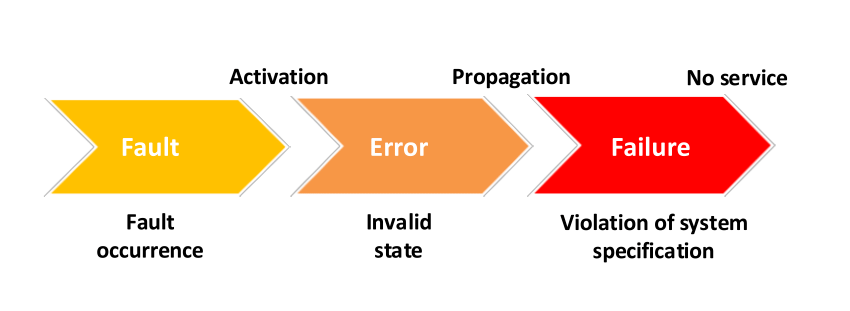 Activation
Propagation
No service
Fault
Error
Failure
Fault
occurrence
Invalid
state
Violation of system
specification